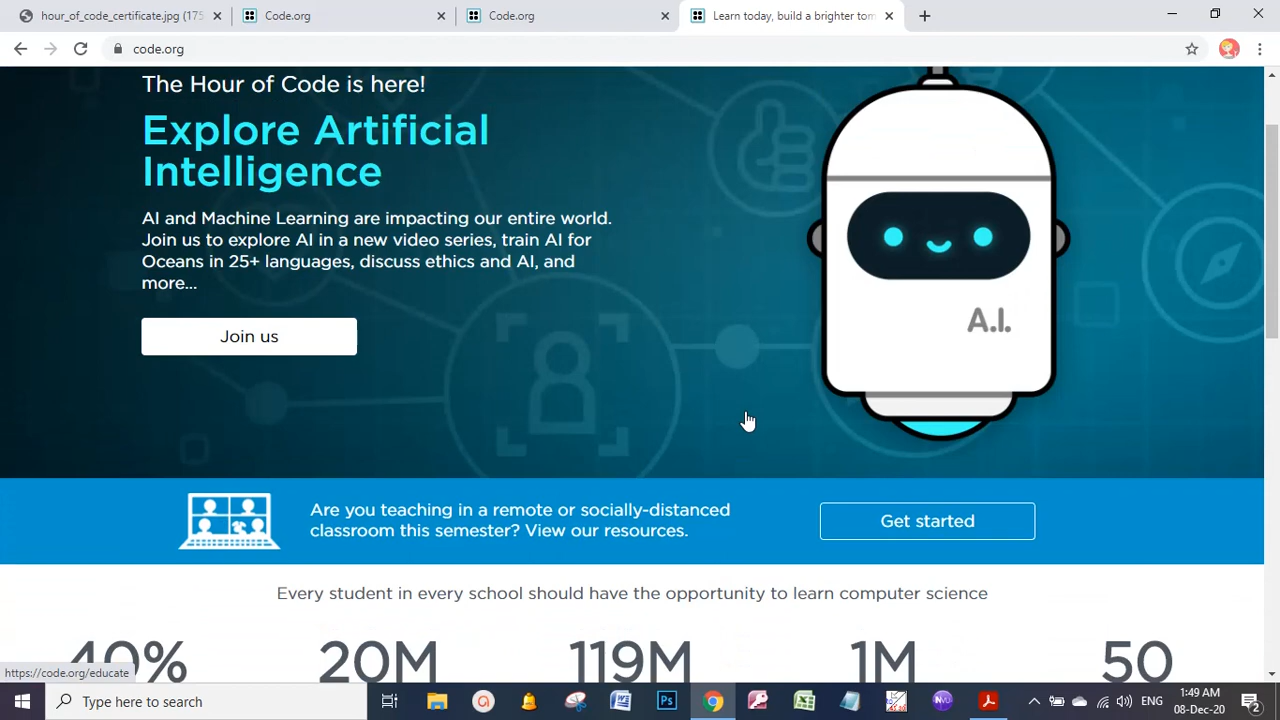 hour_of_code_certificate.jpg (175
Code.org
Code.org
Learn today, build a brighter tom
code.org
The Hour of Code is here!
Explore Artificial
Intelligence
AI and Machine Learning are impacting our entire world.
Join us to explore AI in a new video series, train AI for
Oceans in 25+ languages, discuss ethics and AI, and
more...
Join us
A.I.
Are you teaching in a remote or socially-distanced
classroom this semester? View our resources.
Get started
Every student in every school should have the opportunity to learn computer science
40% 20M 119M 1M 50
https://code.org/educate
Type here to search
Ps
ENG
1:49 AM
08-Dec-20
2